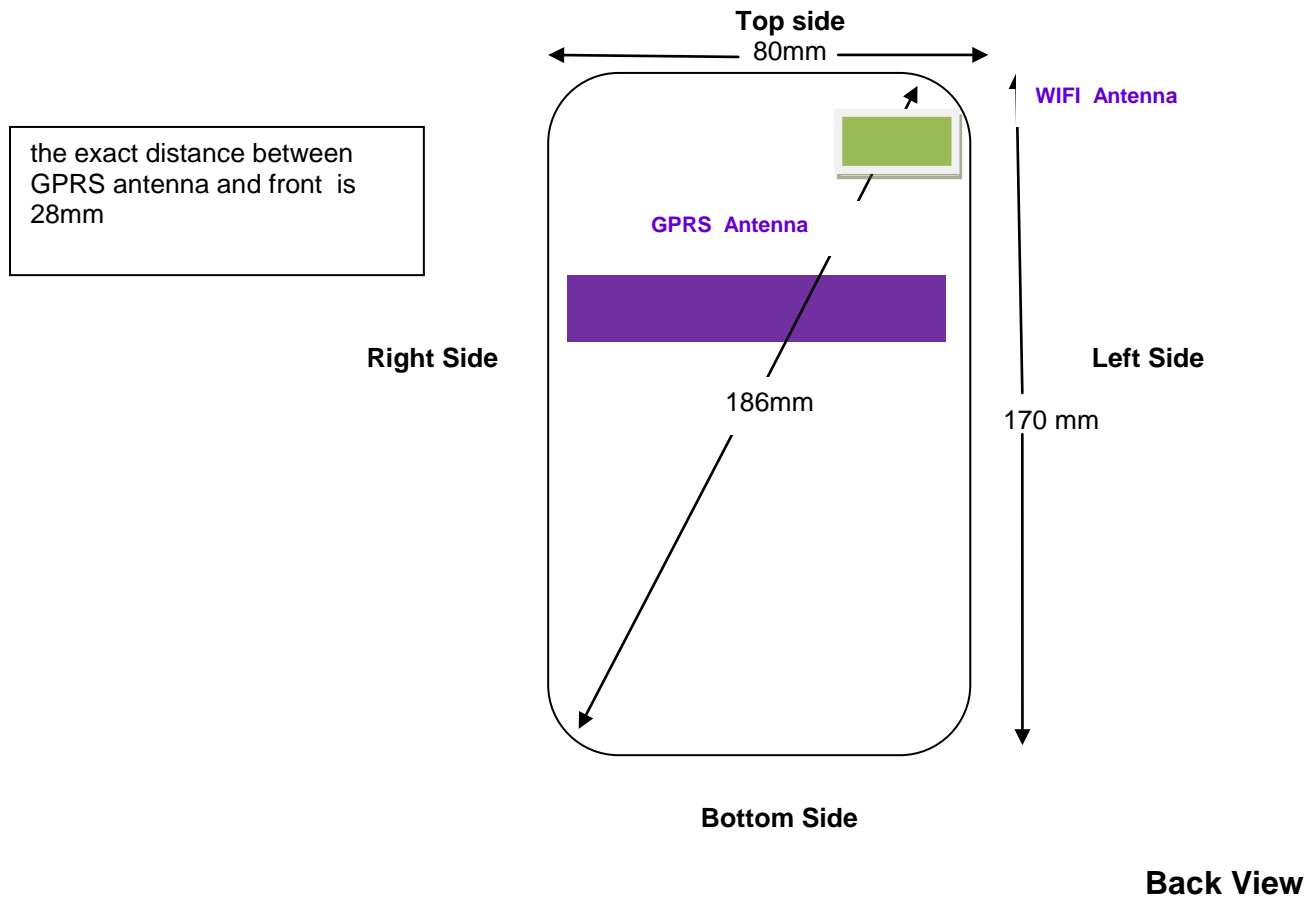 Top side
80mm
WIFI Antenna
the exact distance between
GPRS antenna and front is
28mm
GPRS Antenna
Right Side
Left Side
186mm
170 mm
Bottom Side
Back View